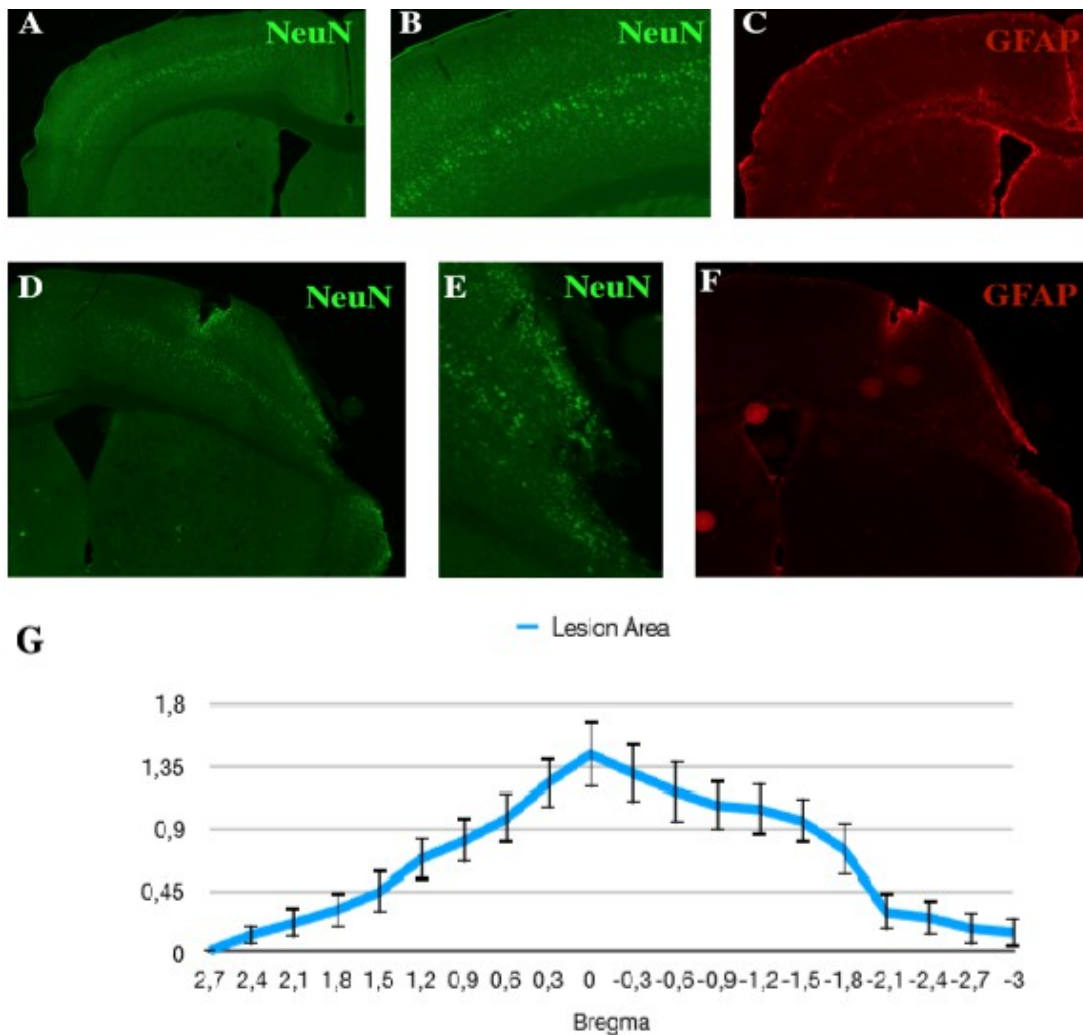 A NeuN
B NeuN
C GFAP
D NeuN
E NeuN
F GFAP
G
Lesion Area
1,8
1,35
0,9
0,45
0
2,7 2,4 2,1 1,8 1,5 1,2 0,9 0,6 0,3 0 -0,3 -0,6 -0,9 -1,2 -1,5 -1,8 -2,1 -2,4 -2,7 -3
Bregma